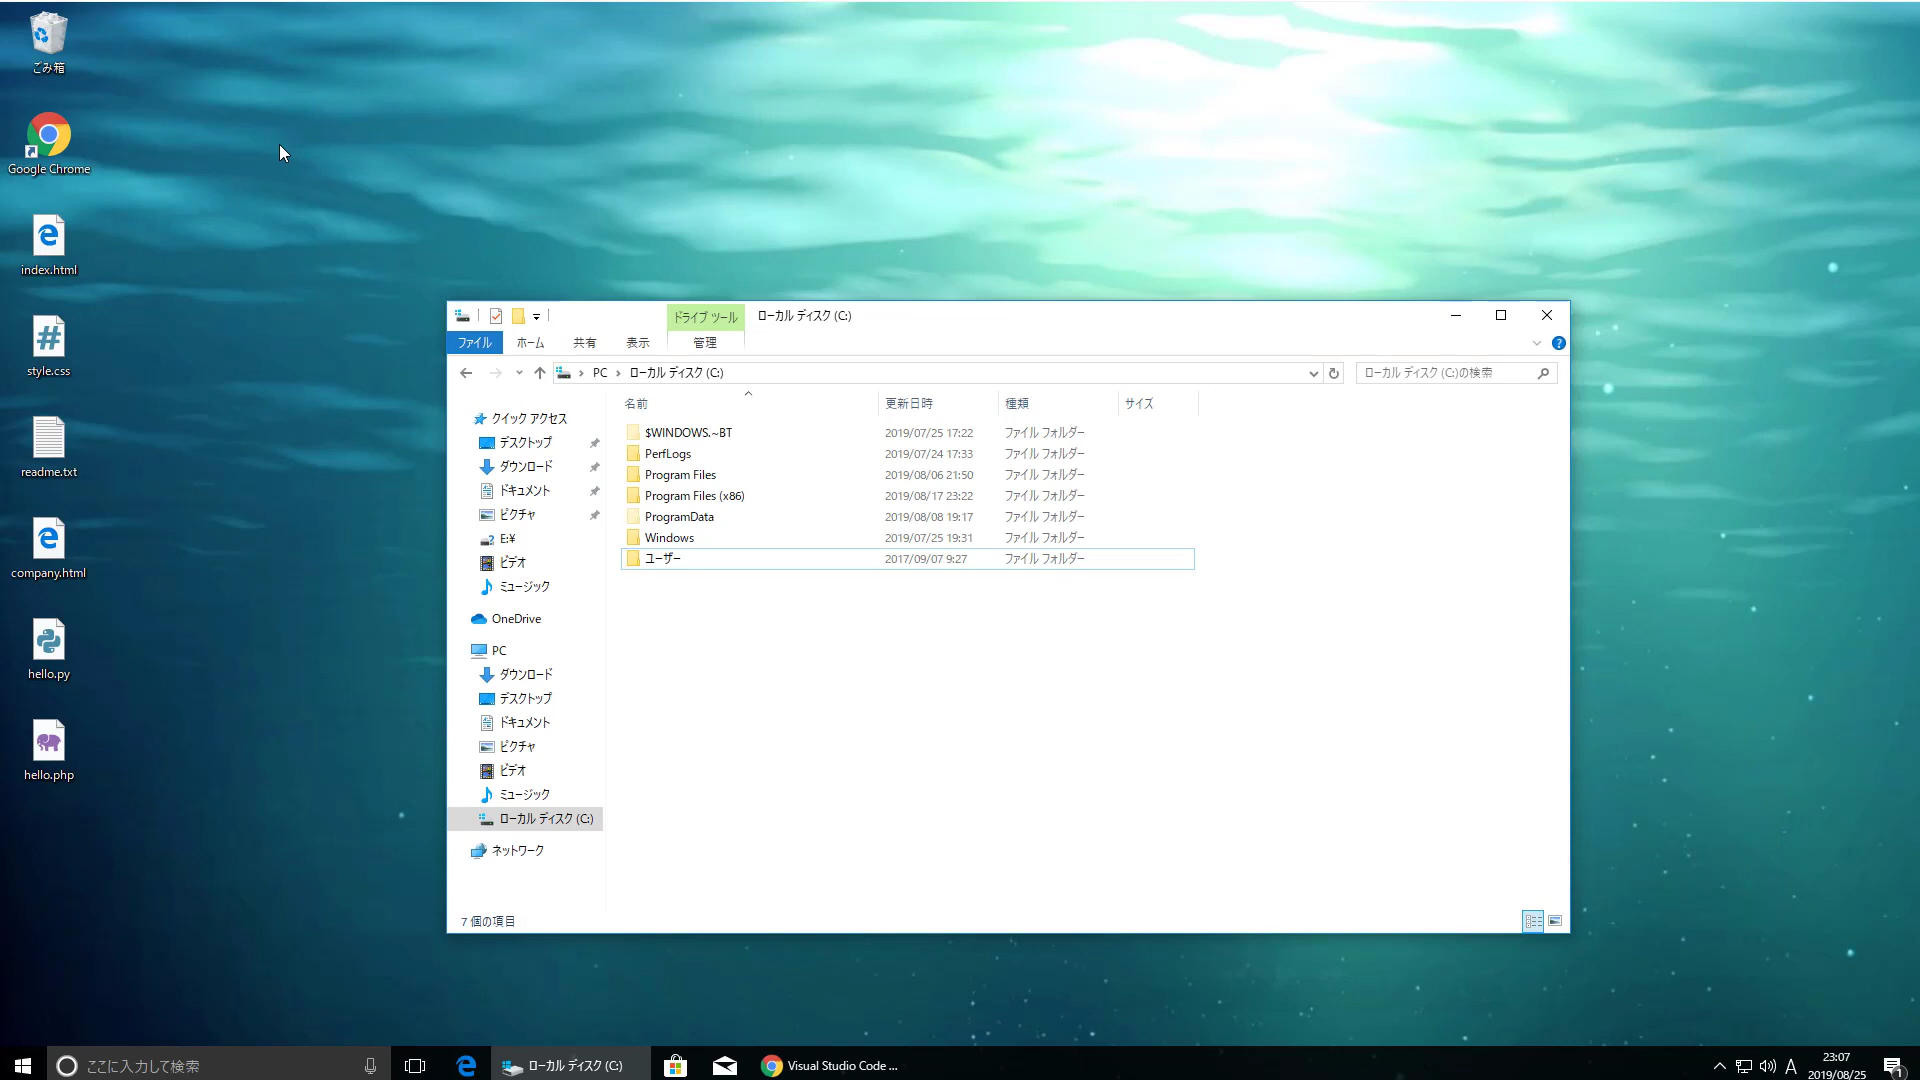 ごみ箱
Google Chrome
index.html
style.css
readme.txt
company.html
hello.py
hello.php
ドライブ ツール
ローカル ディスク (C:)
ファイル
ホーム
共有
表示
管理
PC
ローカル ディスク (C:)
ローカル ディスク (C:)の検索
クイック アクセス
デスクトップ
ダウンロード
ドキュメント
ピクチャ
E:¥
ビデオ
ミュージック
OneDrive
PC
ダウンロード
デスクトップ
ドキュメント
ピクチャ
ビデオ
ミュージック
ローカル ディスク (C:)
ネットワーク
名前 更新日時 種類 サイズ
$WINDOWS.~BT 2019/07/25 17:22 ファイル フォルダー
PerfLogs 2019/07/24 17:33 ファイル フォルダー
Program Files 2019/08/06 21:50 ファイル フォルダー
Program Files (x86) 2019/08/17 23:22 ファイル フォルダー
ProgramData 2019/08/08 19:17 ファイル フォルダー
Windows 2019/07/25 19:31 ファイル フォルダー
ユーザー 2017/09/07 9:27 ファイル フォルダー
7 個の項目
ここに入力して検索
ローカル ディスク (C:)
Visual Studio Code ...
A
23:07
2019/08/25
1